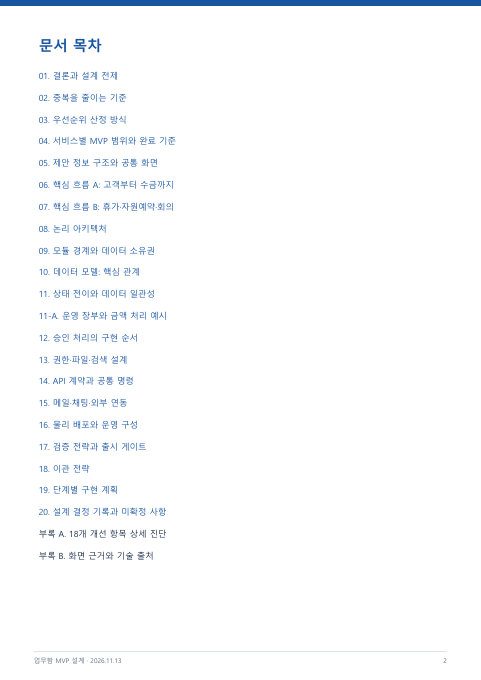 문서 목차
01. 결론과 설계 전제
02. 중복을 줄이는 기준
03. 우선순위 산정 방식
04. 서비스별 MVP 범위와 완료 기준
05. 제안 정보 구조와 공통 화면
06. 핵심 흐름 A: 고객부터 수금까지
07. 핵심 흐름 B: 휴가·자원예약·회의
08. 논리 아키텍처
09. 모듈 경계와 데이터 소유권
10. 데이터 모델: 핵심 관계
11. 상태 전이와 데이터 일관성
11-A. 운영 장부와 금액 처리 예시
12. 승인 처리의 구현 순서
13. 권한·파일·검색 설계
14. API 계약과 공통 명령
15. 메일·채팅·외부 연동
16. 물리 배포와 운영 구성
17. 검증 전략과 출시 게이트
18. 이관 전략
19. 단계별 구현 계획
20. 설계 결정 기록과 미확정 사항
부록 A. 18개 개선 항목 상세 진단
부록 B. 화면 근거와 기술 출처
업무함 MVP 설계 · 2026.11.13
2